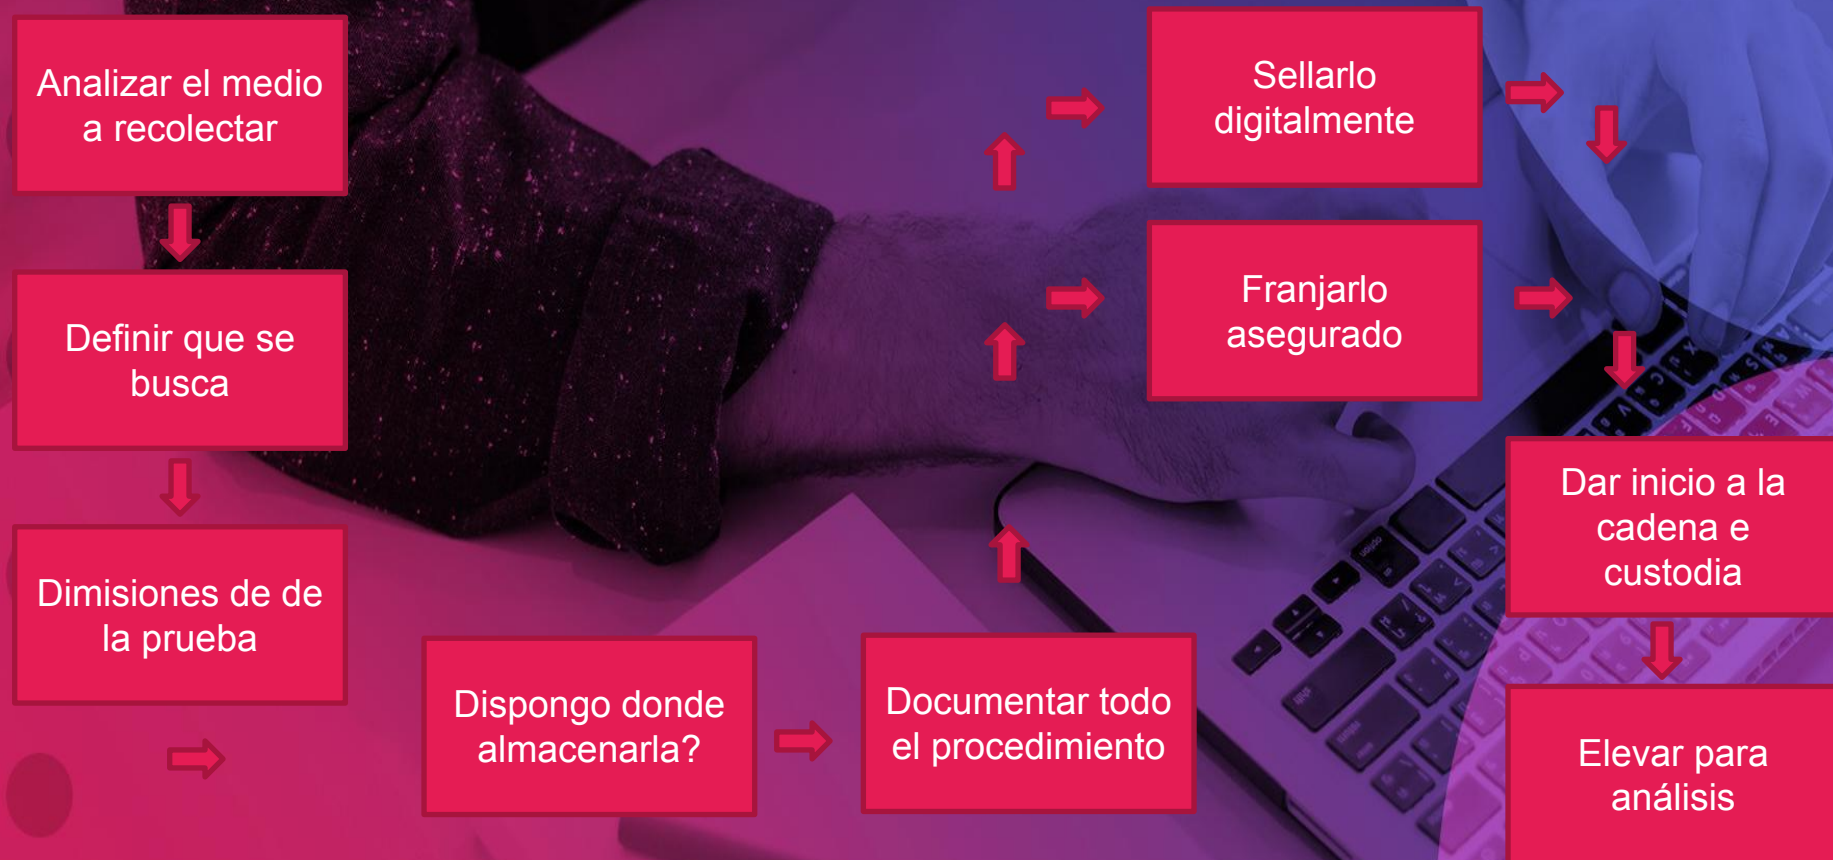 Analizar el medio
a recolectar
Definir que se
busca
Dimisiones de de
la prueba
Dispongo donde
almacenarla?
Documentar todo
el procedimiento
Sellarlo
digitalmente
Franjarlo
asegurado
Dar inicio a la
cadena e
custodia
Elevar para
análisis